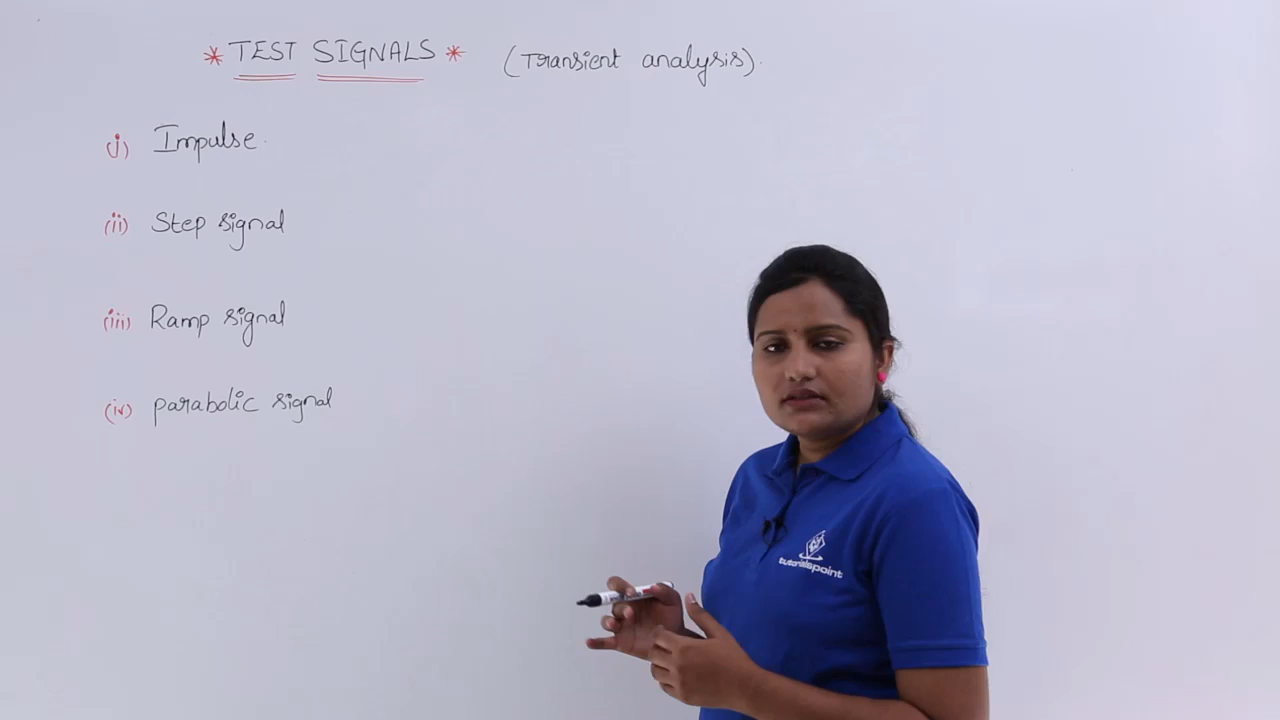 * TEST SIGNALS * (Transient analysis).
(i) Impulse.
(ii) Step signal
(iii) Ramp signal
(iv) parabolic signal
tutorialspoint